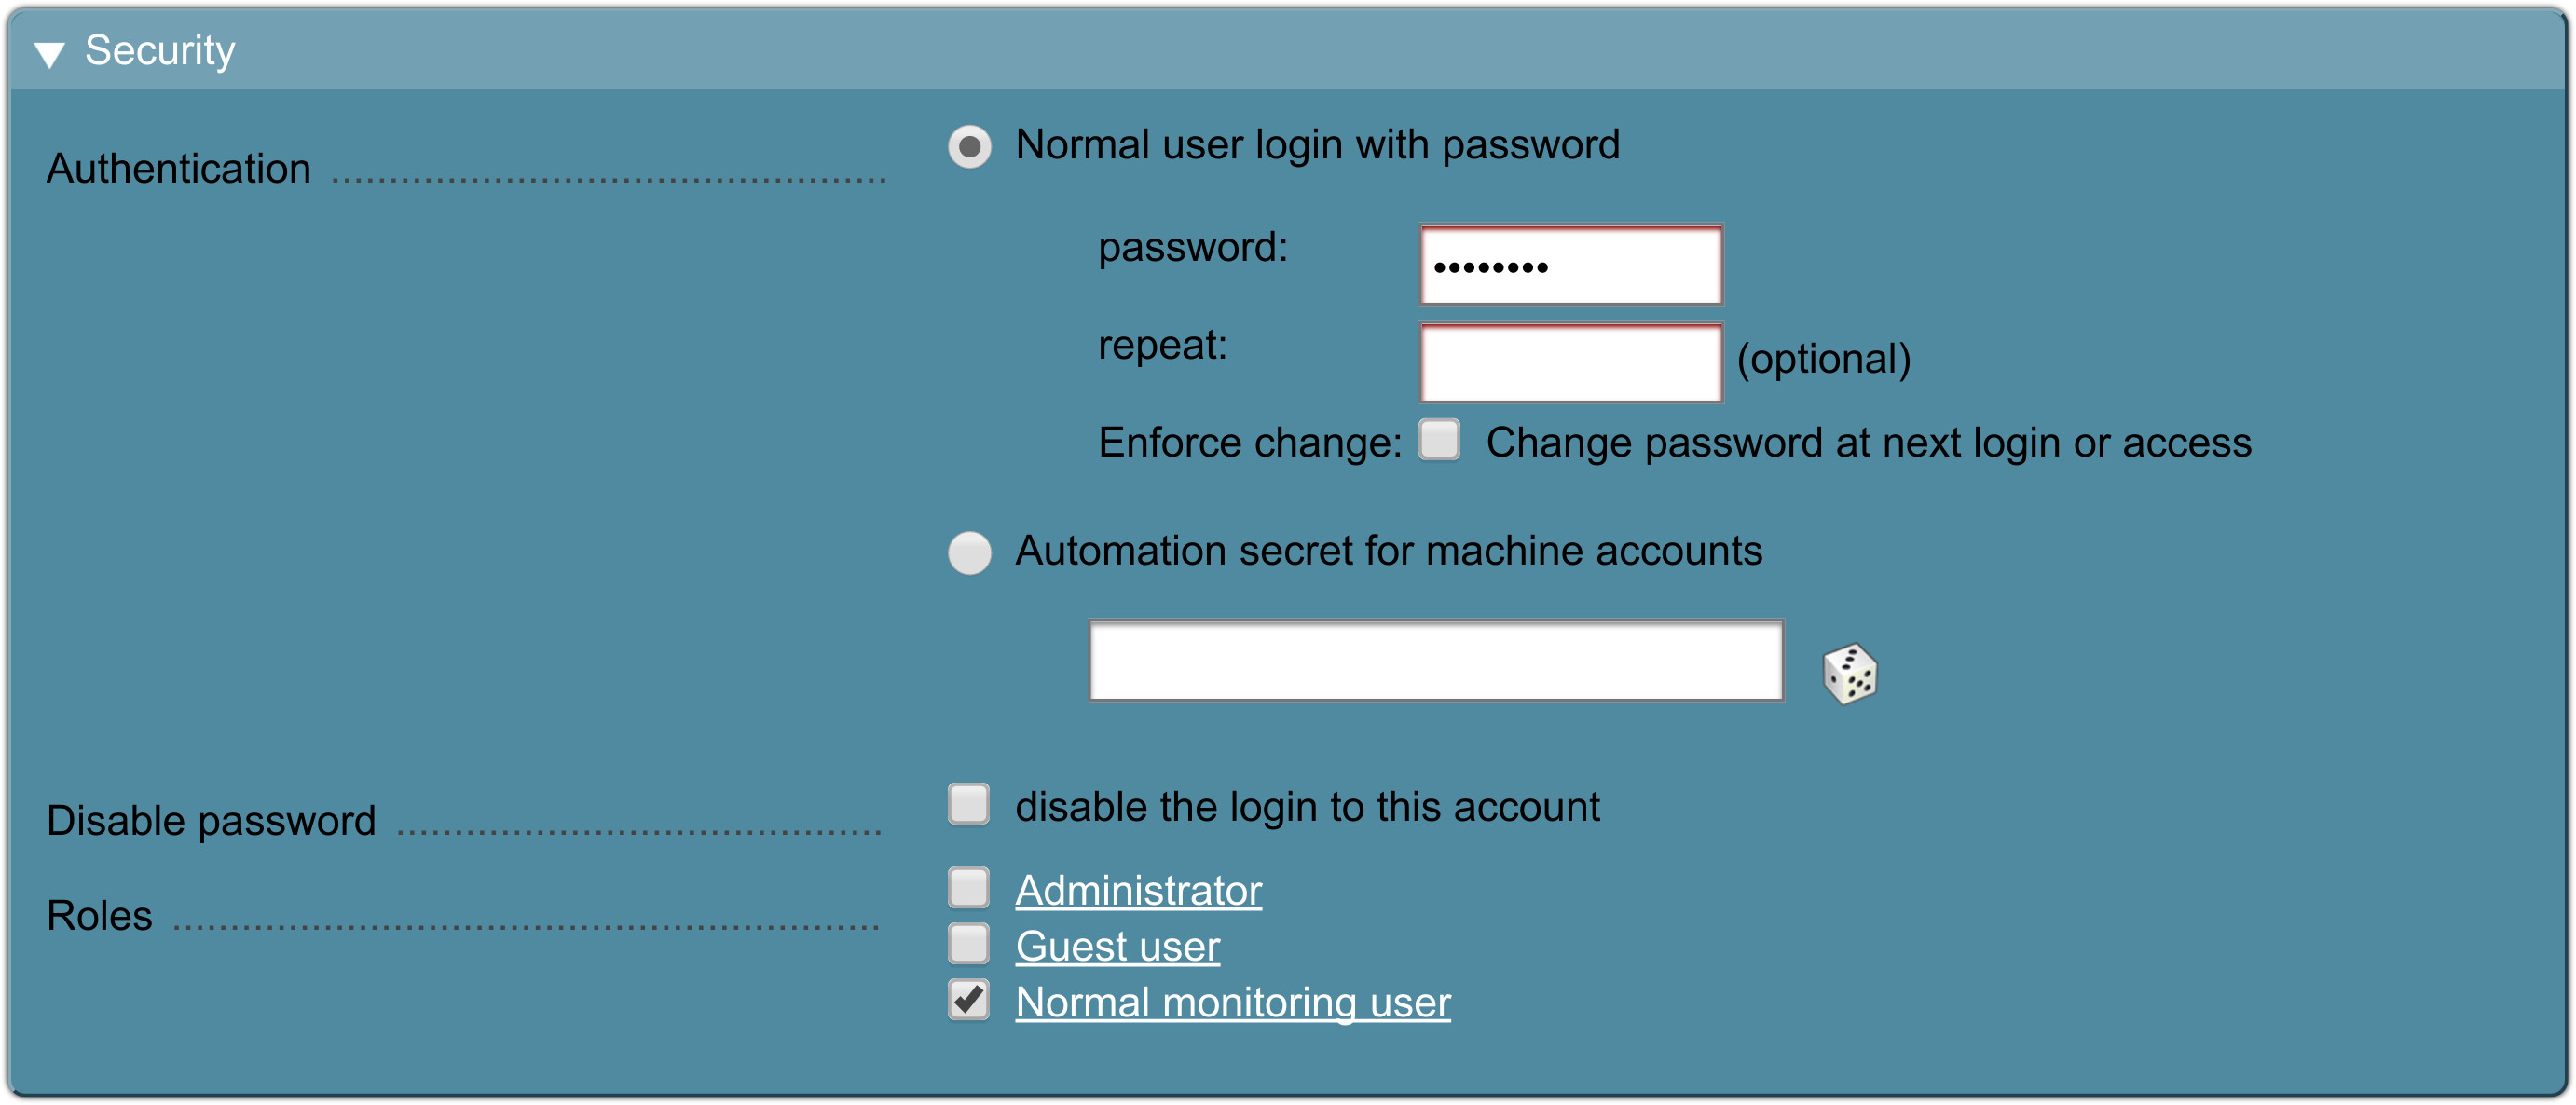 Security
Authentication
Normal user login with password
password:
••••••••
repeat:
(optional)
Enforce change:
Change password at next login or access
Automation secret for machine accounts
Disable password
disable the login to this account
Roles
Administrator
Guest user
Normal monitoring user